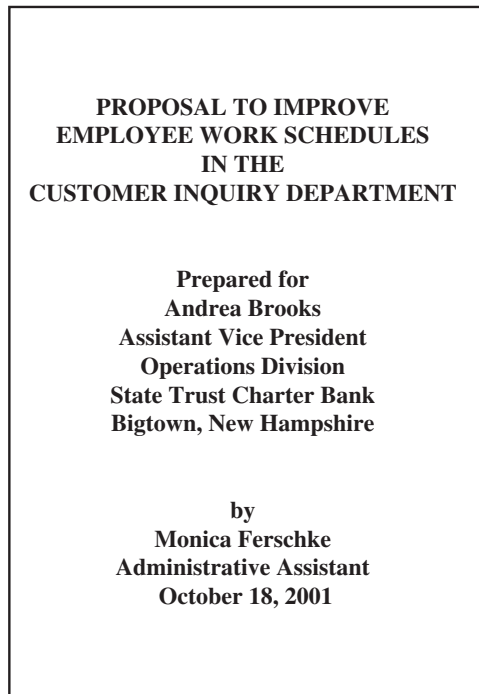 PROPOSAL TO IMPROVE
EMPLOYEE WORK SCHEDULES
IN THE
CUSTOMER INQUIRY DEPARTMENT
Prepared for
Andrea Brooks
Assistant Vice President
Operations Division
State Trust Charter Bank
Bigtown, New Hampshire
by
Monica Ferschke
Administrative Assistant
October 18, 2001